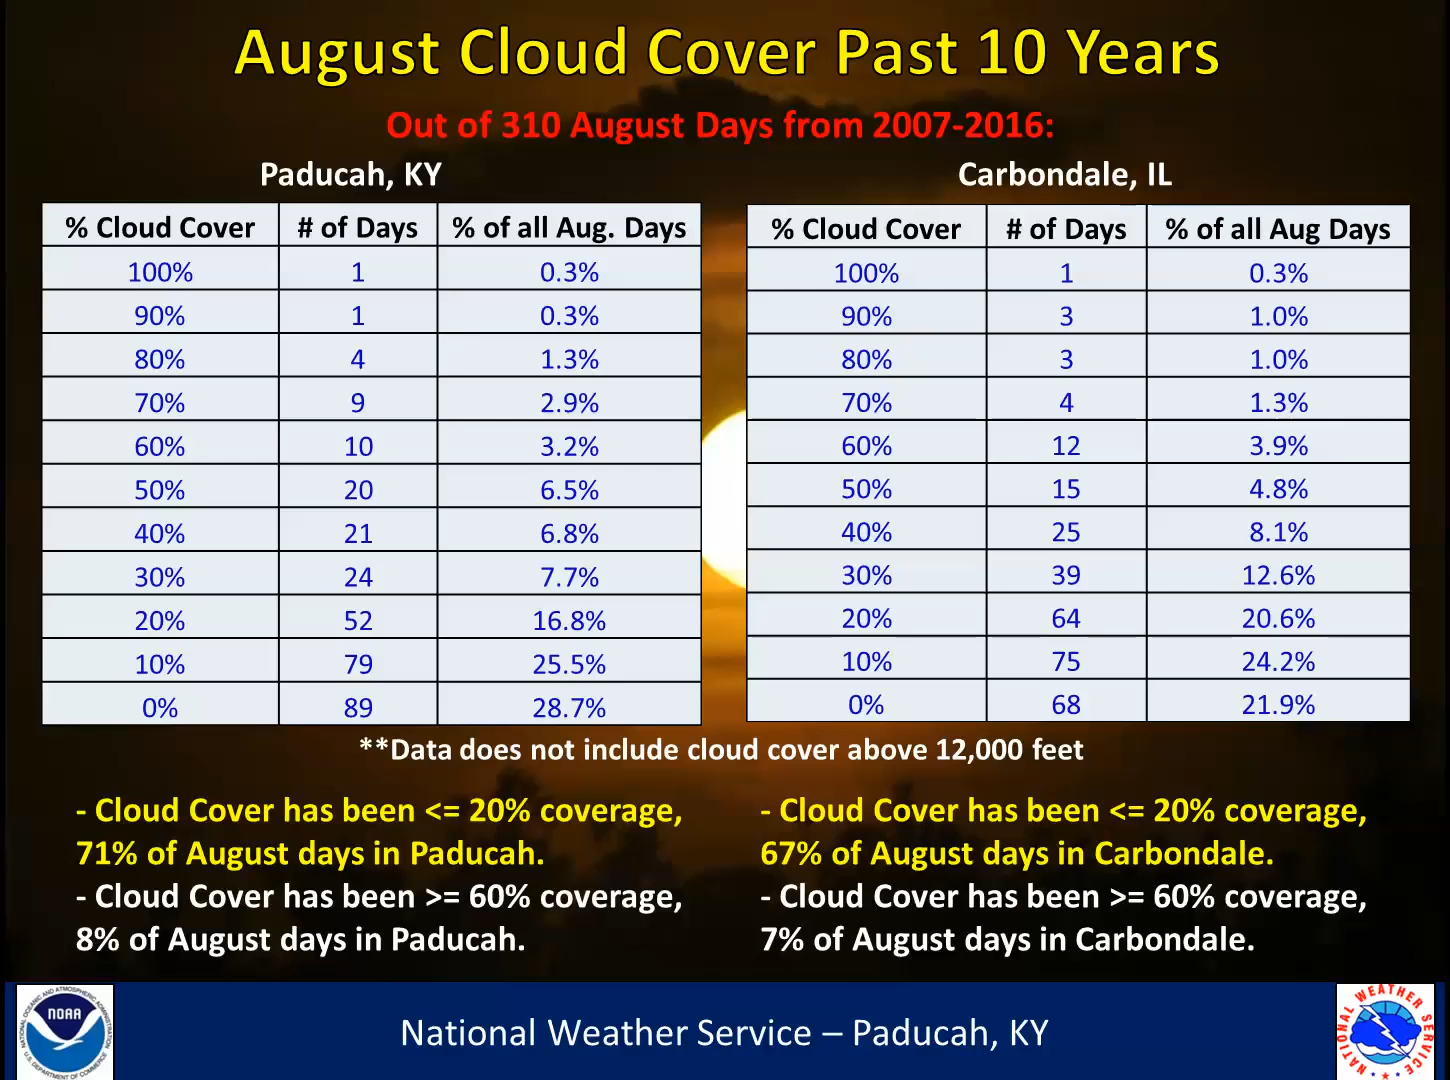 August Cloud Cover Past 10 Years
Out of 310 August Days from 2007-2016:
Paducah, KY
% Cloud Cover # of Days % of all Aug. Days
100% 1 0.3%
90% 1 0.3%
80% 4 1.3%
70% 9 2.9%
60% 10 3.2%
50% 20 6.5%
40% 21 6.8%
30% 24 7.7%
20% 52 16.8%
10% 79 25.5%
0% 89 28.7%
Carbondale, IL
% Cloud Cover # of Days % of all Aug Days
100% 1 0.3%
90% 3 1.0%
80% 3 1.0%
70% 4 1.3%
60% 12 3.9%
50% 15 4.8%
40% 25 8.1%
30% 39 12.6%
20% 64 20.6%
10% 75 24.2%
0% 68 21.9%
**Data does not include cloud cover above 12,000 feet
- Cloud Cover has been <= 20% coverage,
71% of August days in Paducah.
- Cloud Cover has been >= 60% coverage,
8% of August days in Paducah.
- Cloud Cover has been <= 20% coverage,
67% of August days in Carbondale.
- Cloud Cover has been >= 60% coverage,
7% of August days in Carbondale.
NATIONAL OCEANIC AND ATMOSPHERIC ADMINISTRATION
NOAA
U.S. DEPARTMENT OF COMMERCE
National Weather Service – Paducah, KY
NATIONAL WEATHER SERVICE